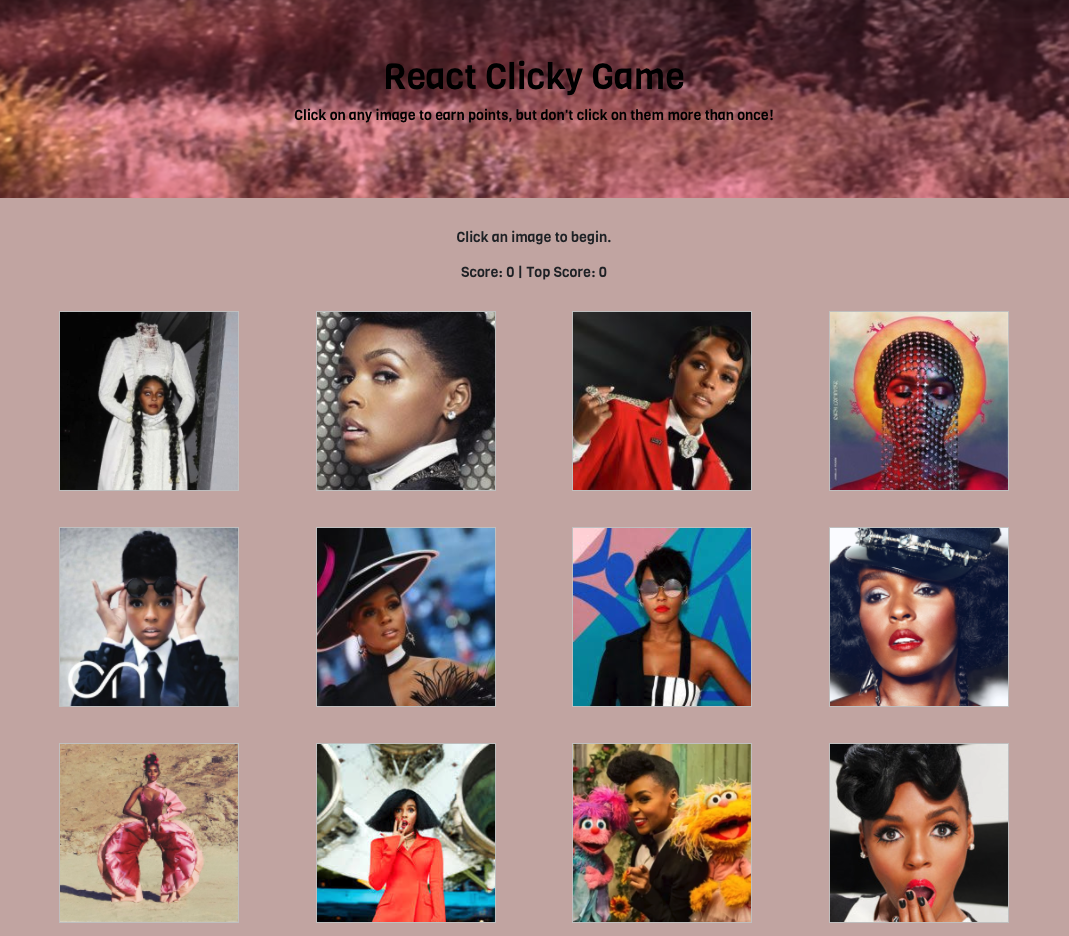 React Clicky Game
Click on any image to earn points, but don't click on them more than once!
Click an image to begin.
Score: 0 | Top Score: 0
on